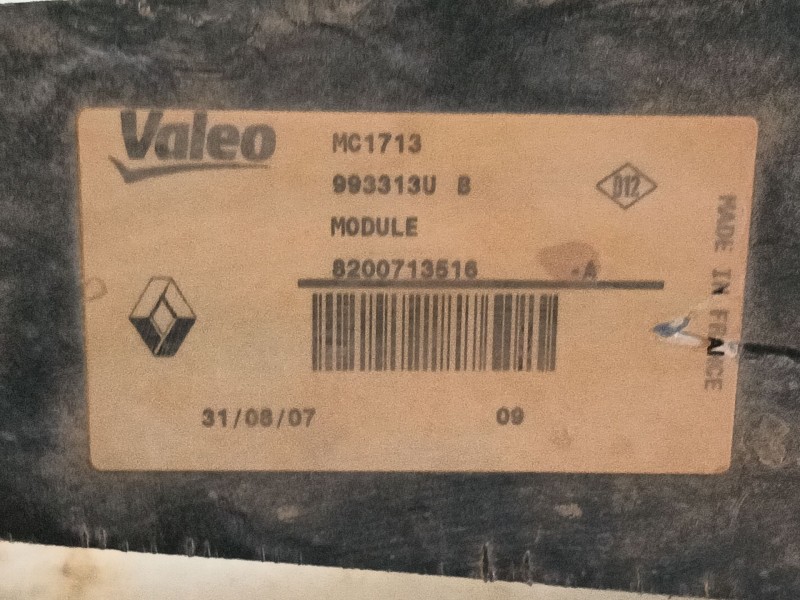 Valeo
MC1713
993313U B
D12
MODULE
8200713516 -A
MADE IN FRANCE
31/08/07 09